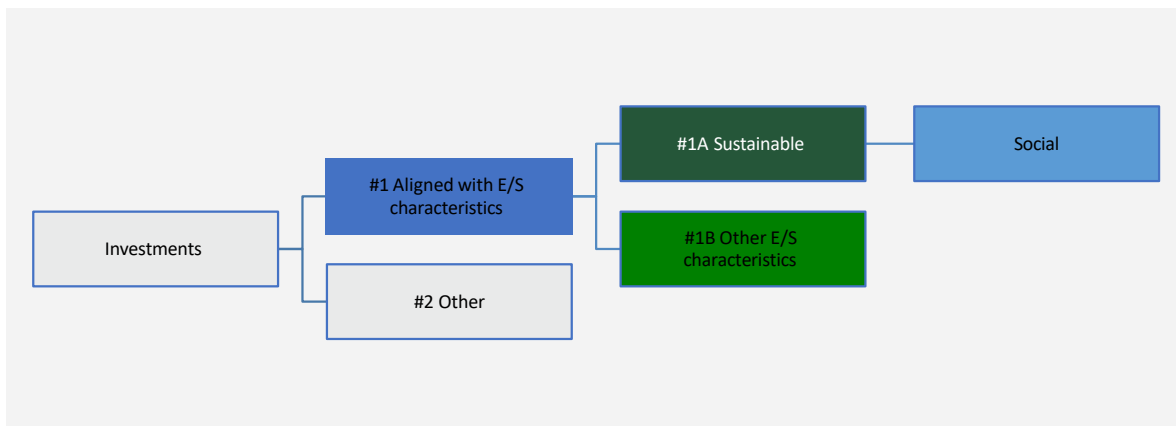 Investments
#1 Aligned with E/S
characteristics
#2 Other
#1A Sustainable
#1B Other E/S
characteristics
Social